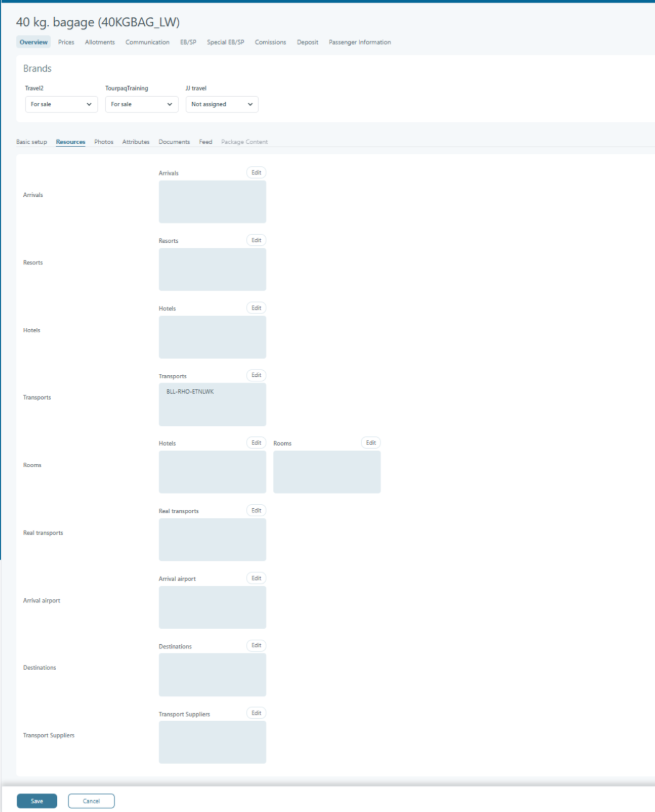 40 kg. bagage (40KGBAG_LW)
Overview Prices Allotments Communication EB/SP Special EB/SP Comissions Deposit Passenger Information
Brands
Travel2 TourpaqTraining JJ travel
For sale For sale Not assigned
Basic setup Resources Photos Attributes Documents Feed Package Content
Arrivals Edit
Arrivals
Resorts Edit
Resorts
Hotels Edit
Hotels
Transports Edit
BLL-RHO-ETNLWK
Transports
Hotels Edit Rooms Edit
Rooms
Real transports Edit
Real transports
Arrival airport Edit
Arrival airport
Destinations Edit
Destinations
Transport Suppliers Edit
Transport Suppliers
Save Cancel